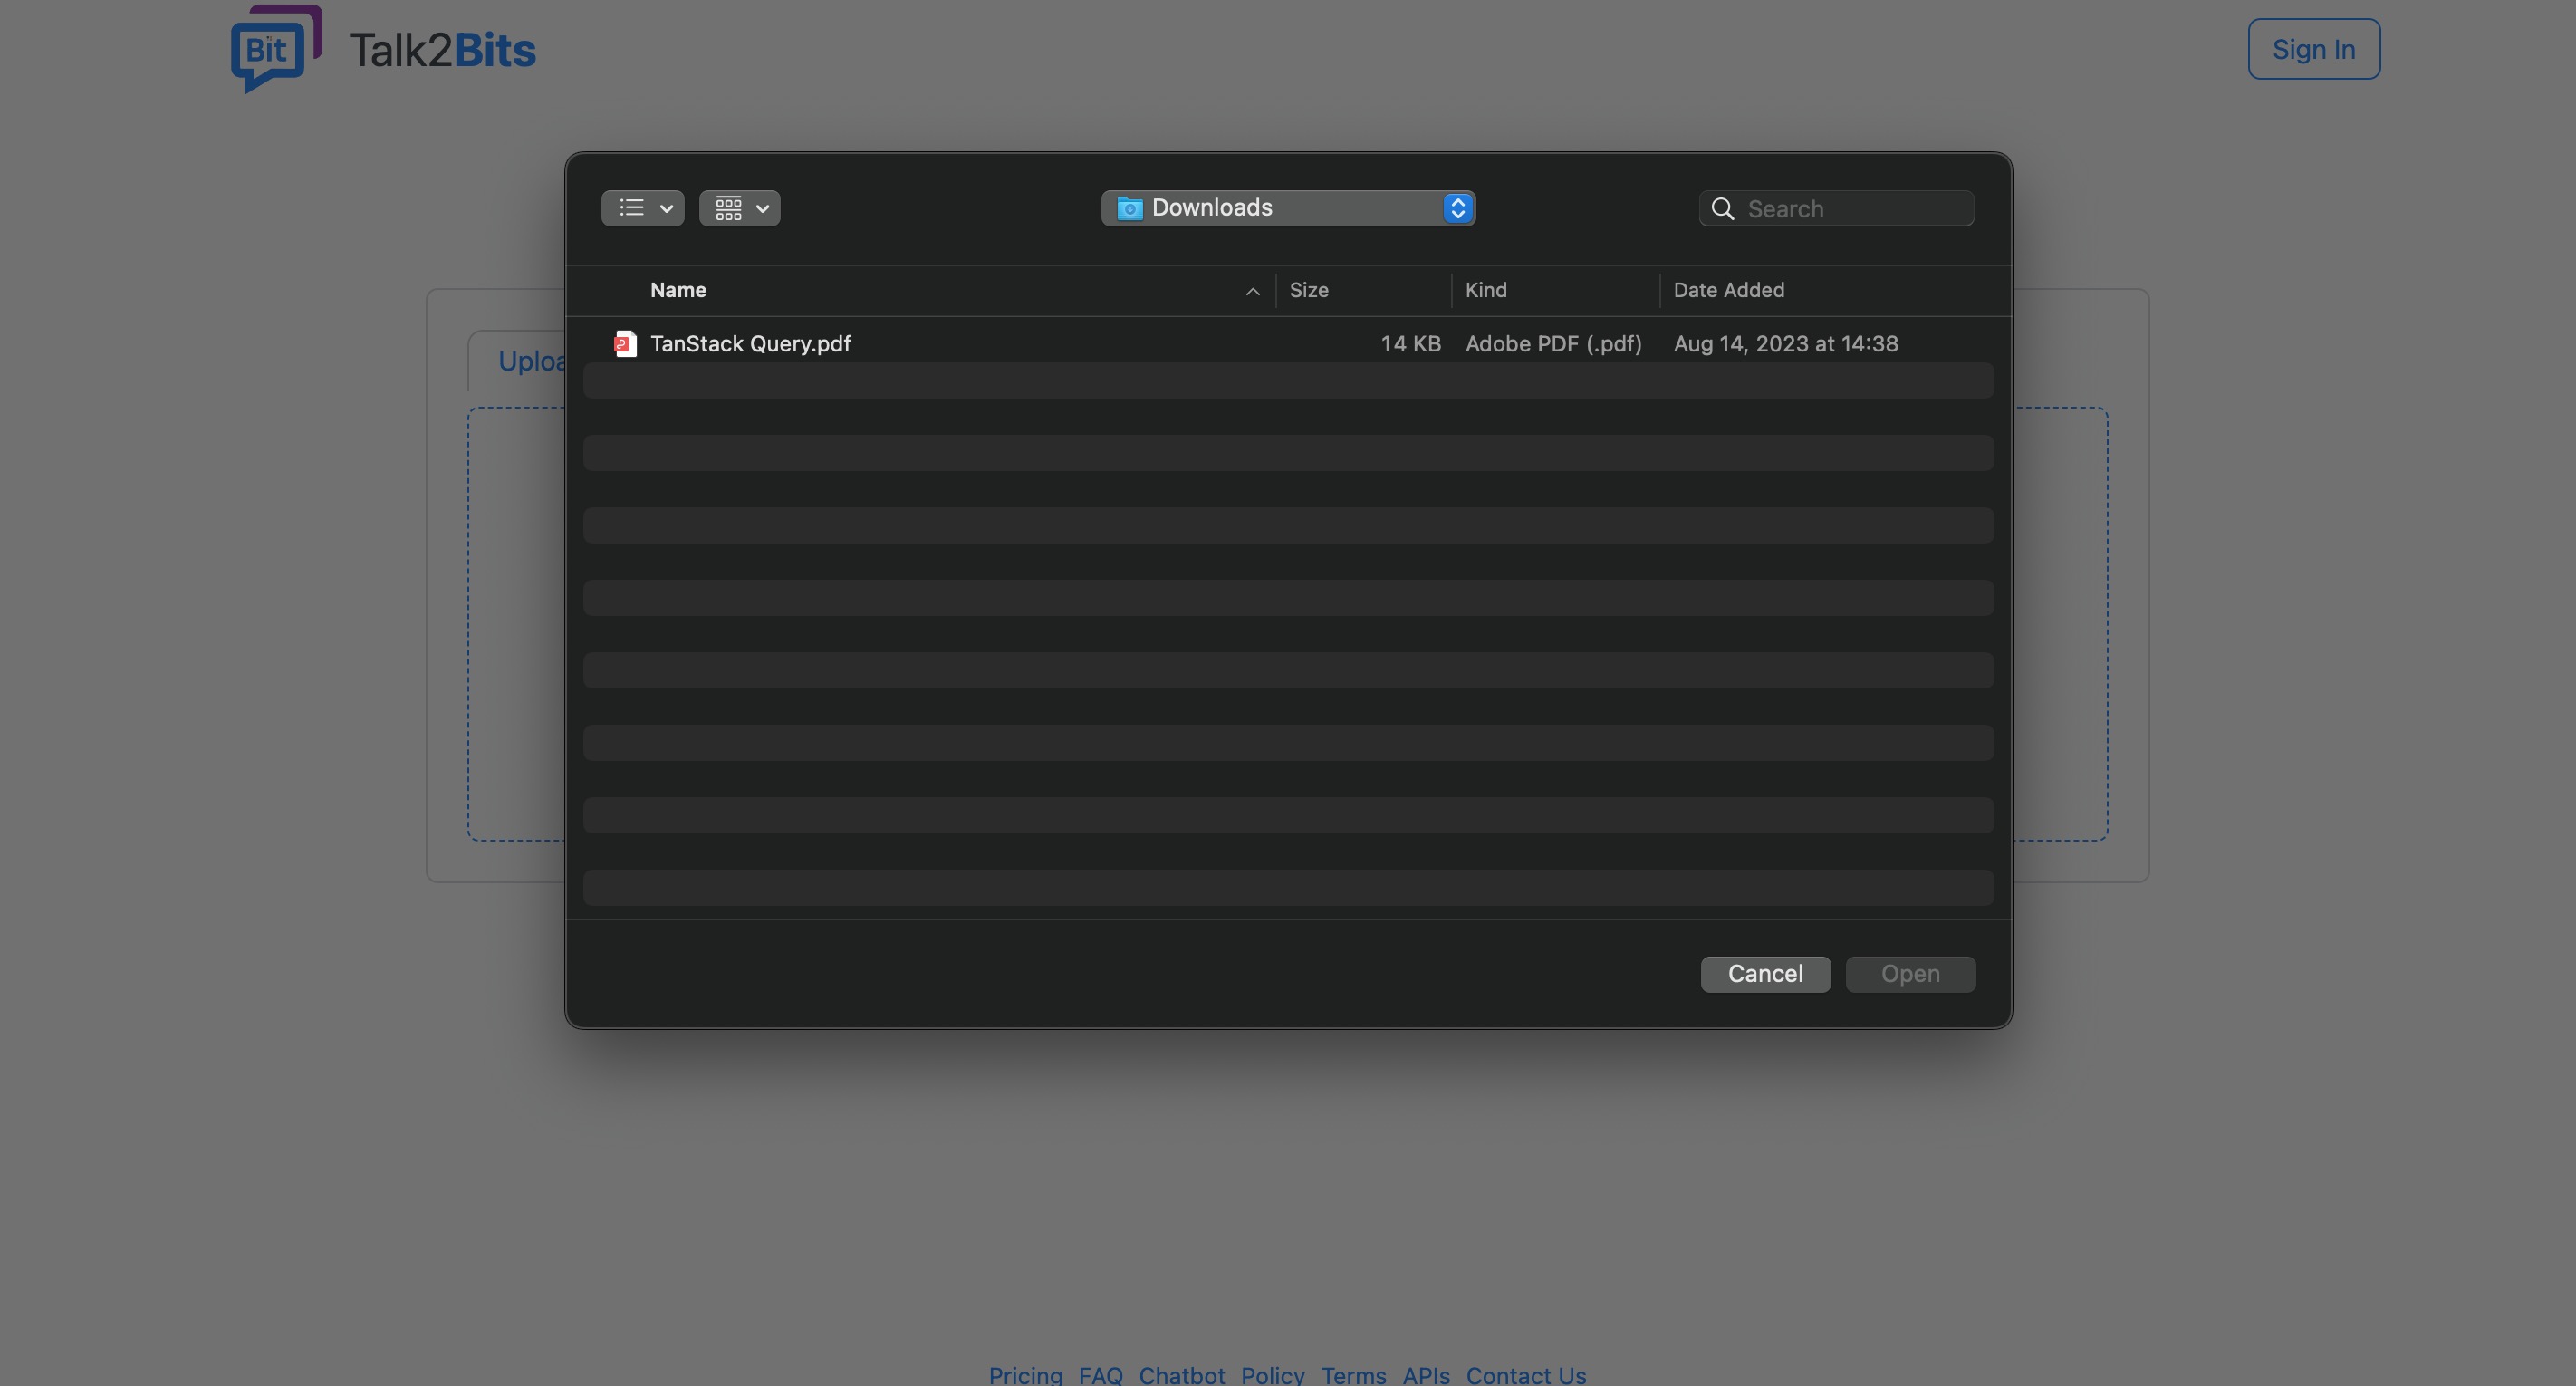 Bit Talk2Bits
Sign In
Downloads
Search
Name Size Kind Date Added
TanStack Query.pdf 14 KB Adobe PDF (.pdf) Aug 14, 2023 at 14:38
Cancel Open
Pricing FAQ Chatbot Policy Terms APIs Contact Us